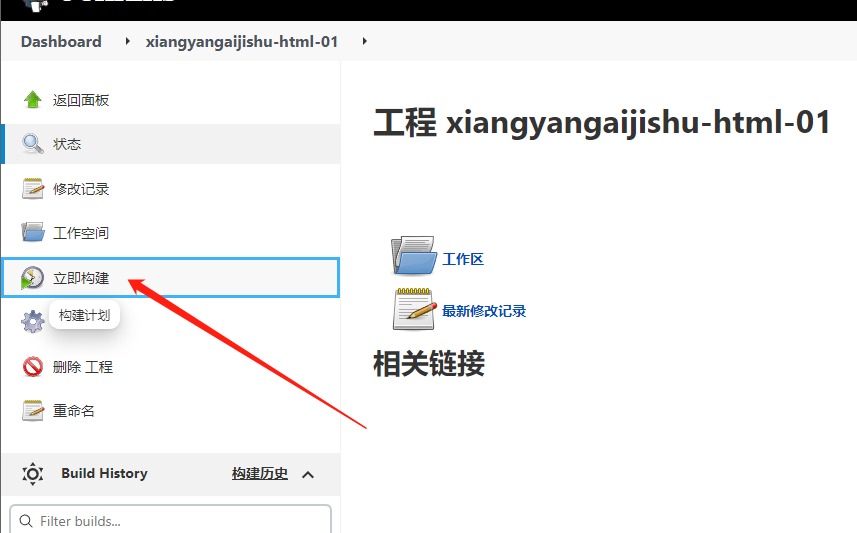 Dashboard
xiangyangaijishu-html-01
返回面板
状态
修改记录
工作空间
立即构建
构建计划
删除 工程
重命名
Build History
构建历史
Filter builds...
工程 xiangyangaijishu-html-01
工作区
最新修改记录
相关链接